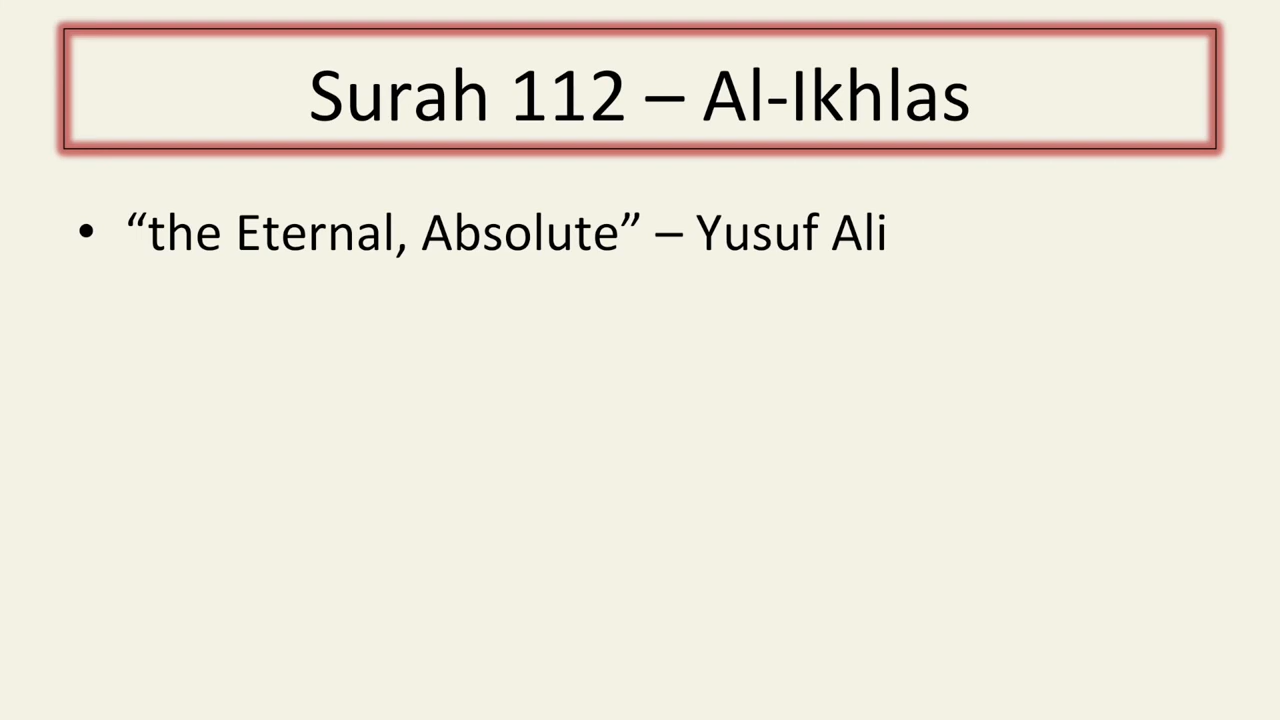 Surah 112 – Al-Ikhlas
• “the Eternal, Absolute” – Yusuf Ali